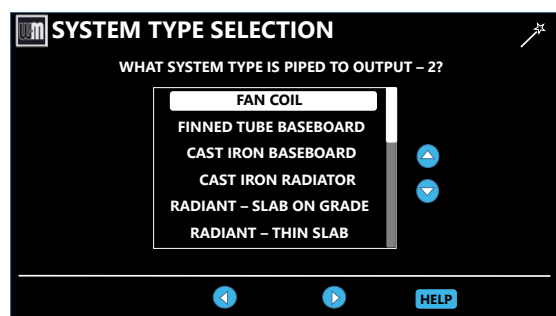 wm SYSTEM TYPE SELECTION
WHAT SYSTEM TYPE IS PIPED TO OUTPUT – 2?
FAN COIL
FINNED TUBE BASEBOARD
CAST IRON BASEBOARD
CAST IRON RADIATOR
RADIANT – SLAB ON GRADE
RADIANT – THIN SLAB
HELP